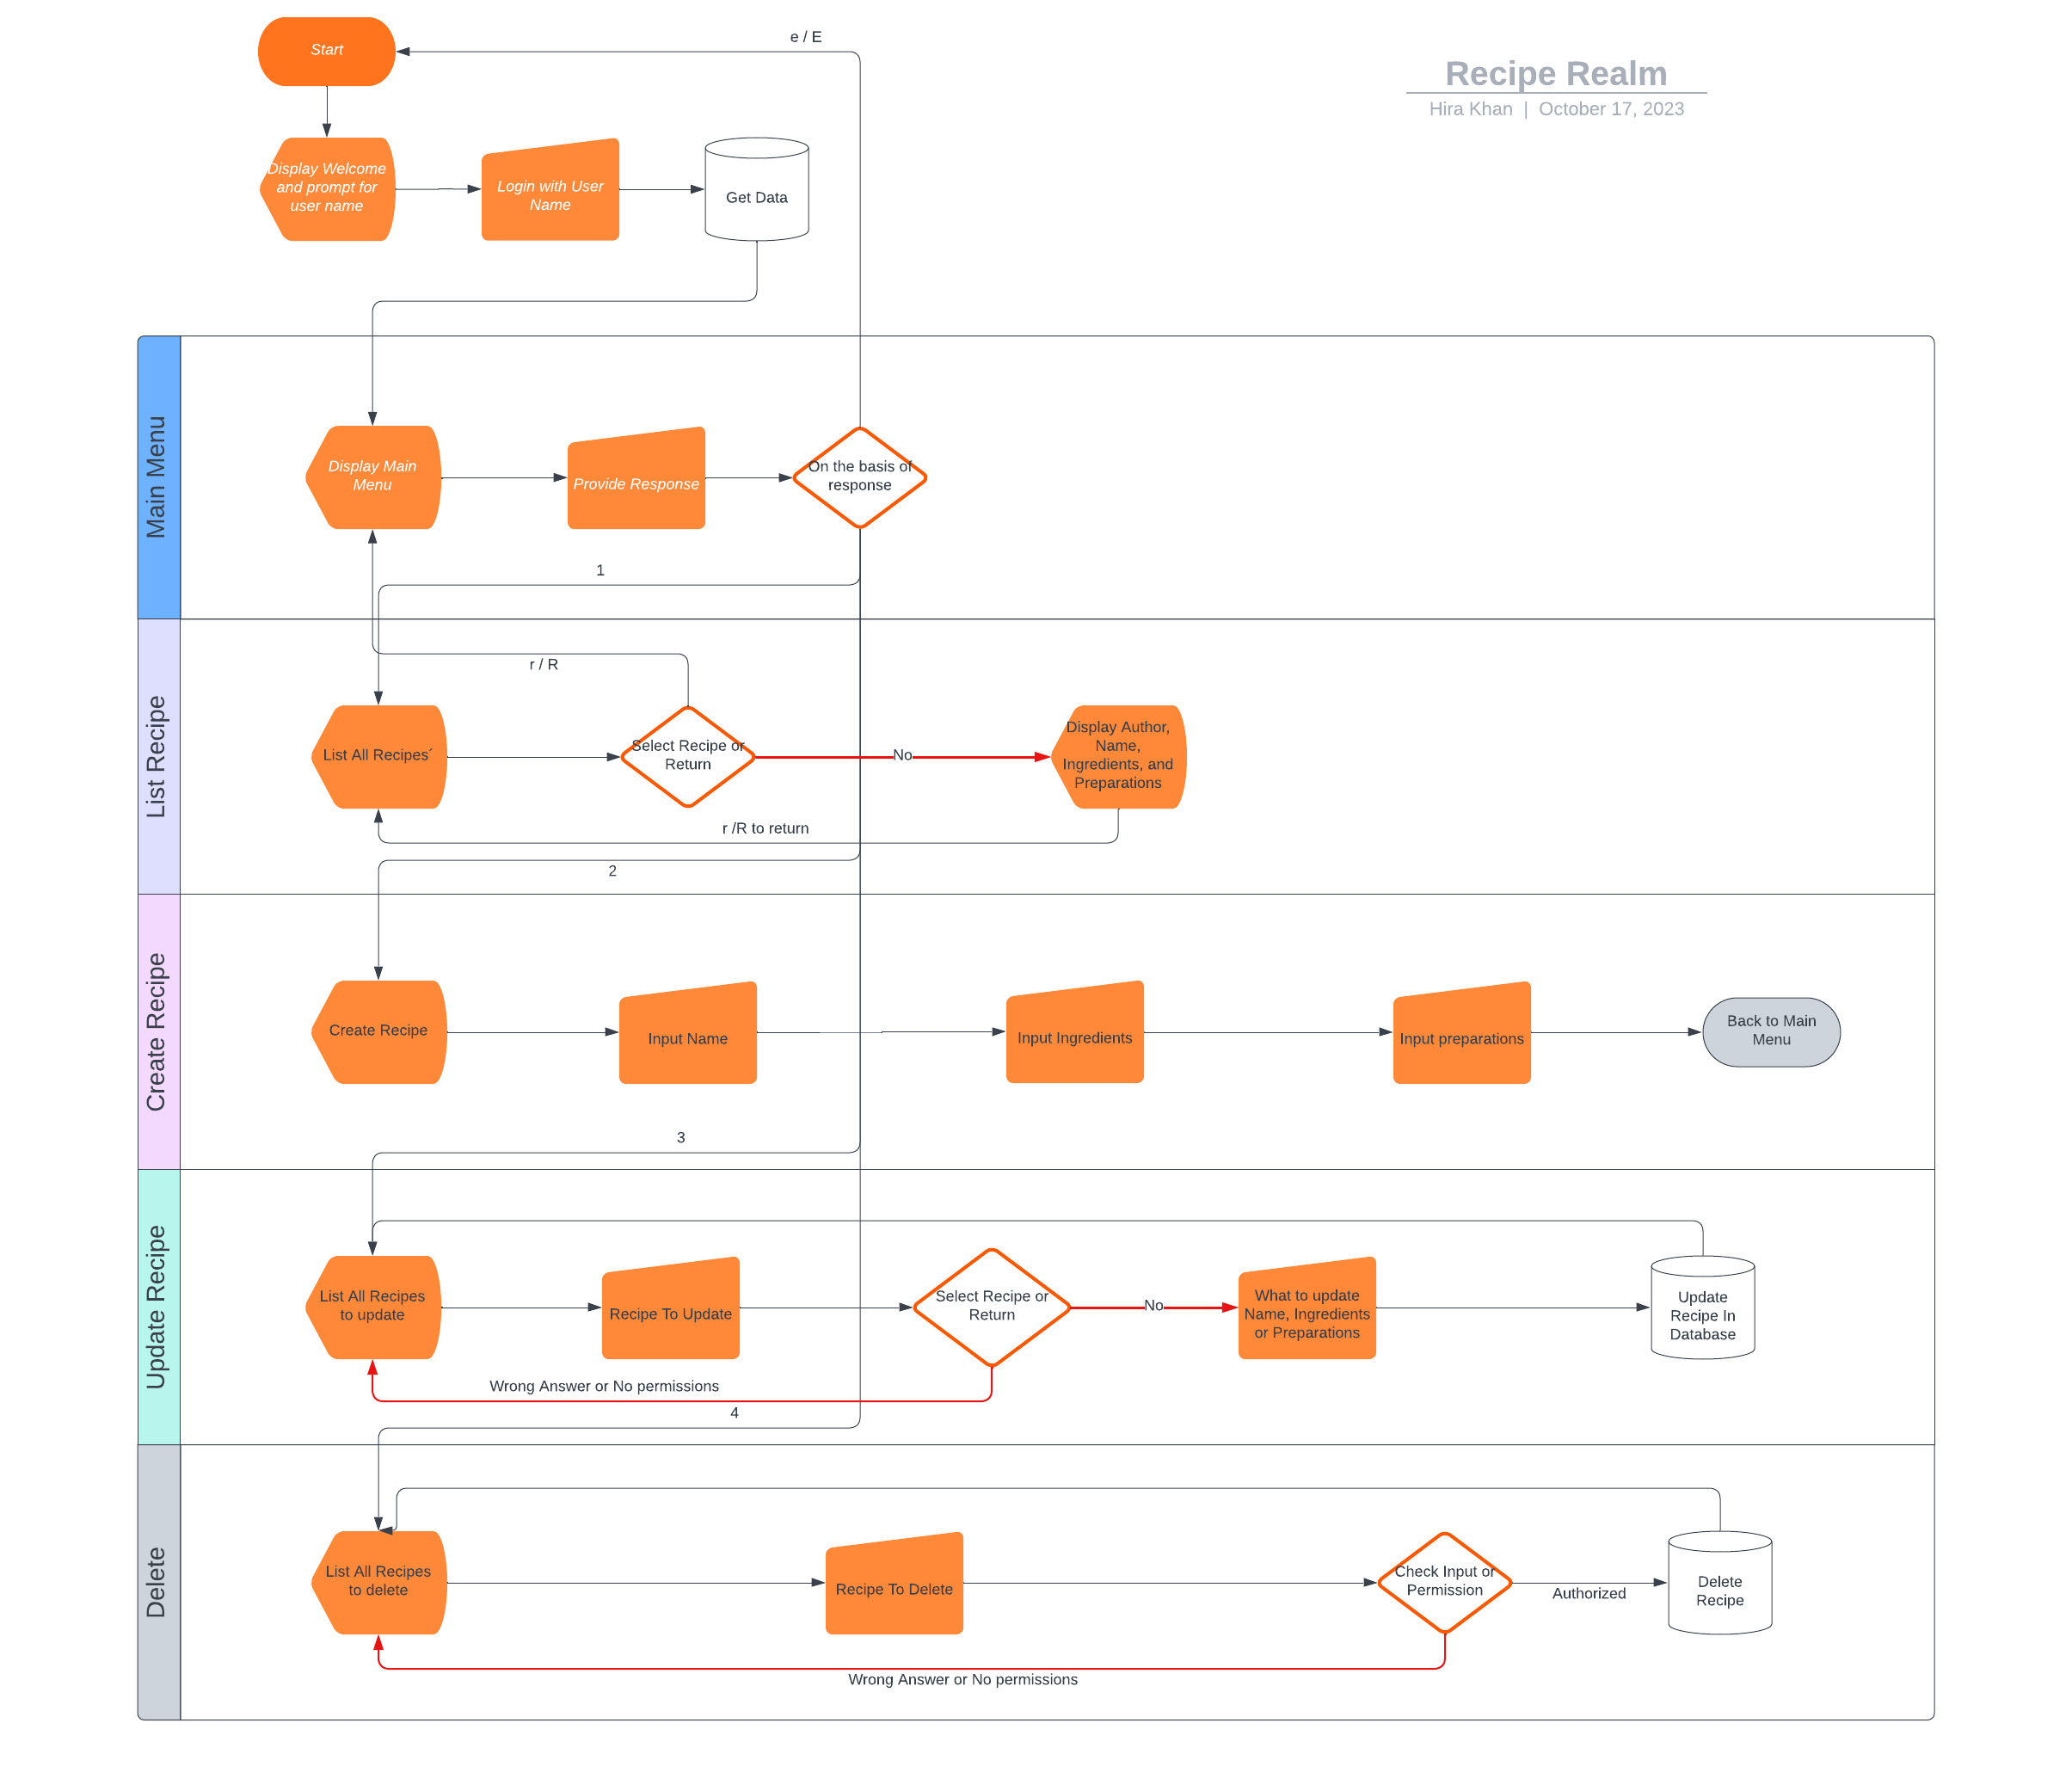 Start
e / E
Recipe Realm
Hira Khan | October 17, 2023
Display Welcome
and prompt for
user name
Login with User
Name
Get Data
Main Menu
Display Main
Menu
Provide Response
On the basis of
response
1
List Recipe
r / R
List All Recipes´
Select Recipe or
Return
No
Display Author,
Name,
Ingredients, and
Preparations
r /R to return
2
Create Recipe
Create Recipe
Input Name
Input Ingredients
Input preparations
Back to Main
Menu
3
Update Recipe
List All Recipes
to update
Recipe To Update
Select Recipe or
Return
No
What to update
Name, Ingredients
or Preparations
Update
Recipe In
Database
Wrong Answer or No permissions
4
Delete
List All Recipes
to delete
Recipe To Delete
Check Input or
Permission
Authorized
Delete
Recipe
Wrong Answer or No permissions